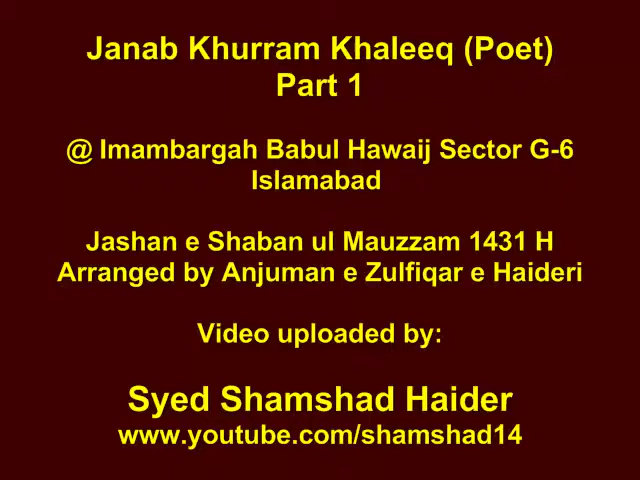 Janab Khurram Khaleeq (Poet)
Part 1
@ Imambargah Babul Hawaij Sector G-6
Islamabad
Jashan e Shaban ul Mauzzam 1431 H
Arranged by Anjuman e Zulfiqar e Haideri
Video uploaded by:
Syed Shamshad Haider
www.youtube.com/shamshad14